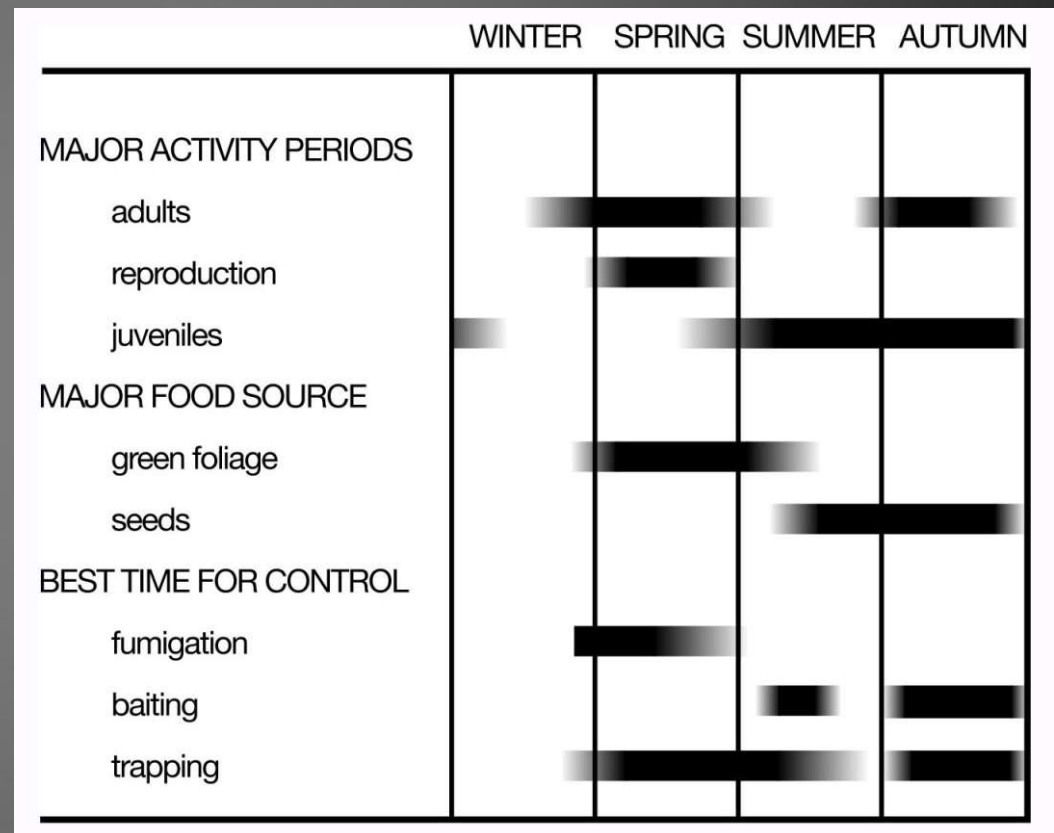 WINTER SPRING SUMMER AUTUMN
MAJOR ACTIVITY PERIODS
adults
reproduction
juveniles
MAJOR FOOD SOURCE
green foliage
seeds
BEST TIME FOR CONTROL
fumigation
baiting
trapping